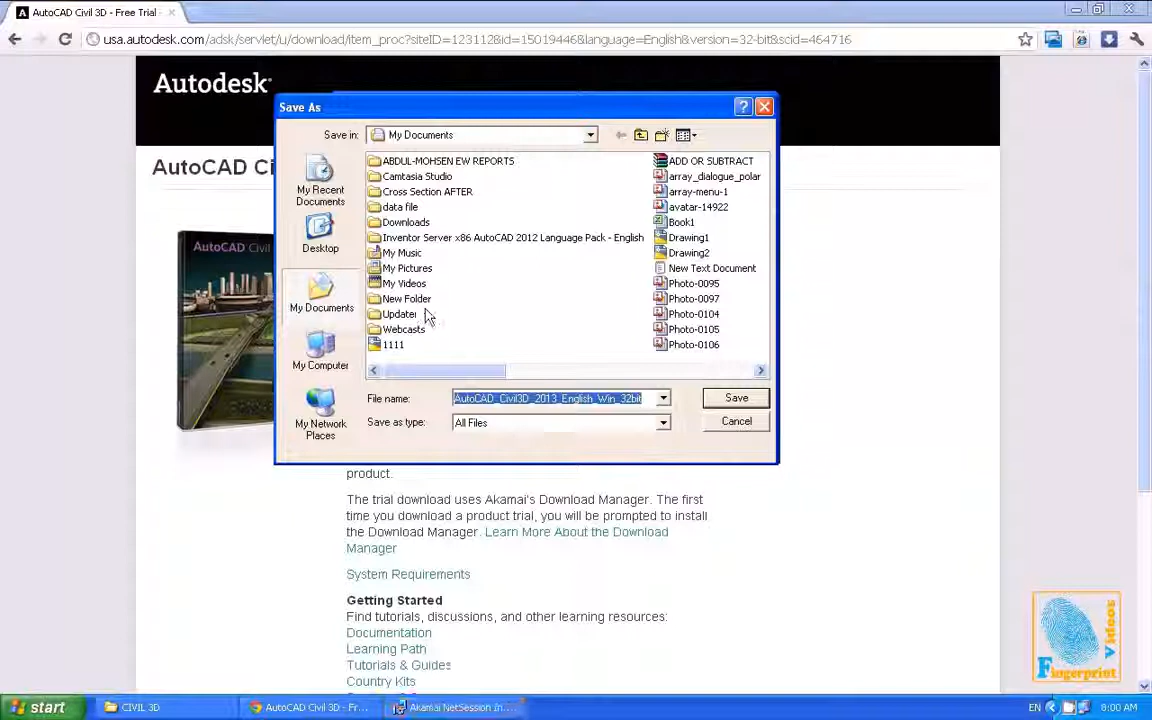 AutoCAD Civil 3D - Free Trial -
usa.autodesk.com/adsk/servlet/u/download/item_proc?siteID=123112&id=15019446&language=English&version=32-bit&scid=464716
Autodesk
AutoCAD Ci
AutoCAD Civil
Save As
Save in:
My Documents
My Recent
Documents
Desktop
My Documents
My Computer
My Network
Places
ABDUL-MOHSEN EW REPORTS
Camtasia Studio
Cross Section AFTER
data file
Downloads
Inventor Server x86 AutoCAD 2012 Language Pack - English
My Music
My Pictures
My Videos
New Folder
Updater
Webcasts
1111
ADD OR SUBTRACT
array_dialogue_polar
array-menu-1
avatar-14922
Book1
Drawing1
Drawing2
New Text Document
Photo-0095
Photo-0097
Photo-0104
Photo-0105
Photo-0106
File name:
AutoCAD_Civil3D_2013_English_Win_32bit
Save
Save as type:
All Files
Cancel
product.
The trial download uses Akamai's Download Manager. The first
time you download a product trial, you will be prompted to install
the Download Manager. Learn More About the Download
Manager
System Requirements
Getting Started
Find tutorials, discussions, and other learning resources:
Documentation
Learning Path
Tutorials & Guides
Country Kits
Fingerprint
Videos
start
CIVIL 3D
AutoCAD Civil 3D - Fr...
Akamai NetSession In...
EN
8:00 AM